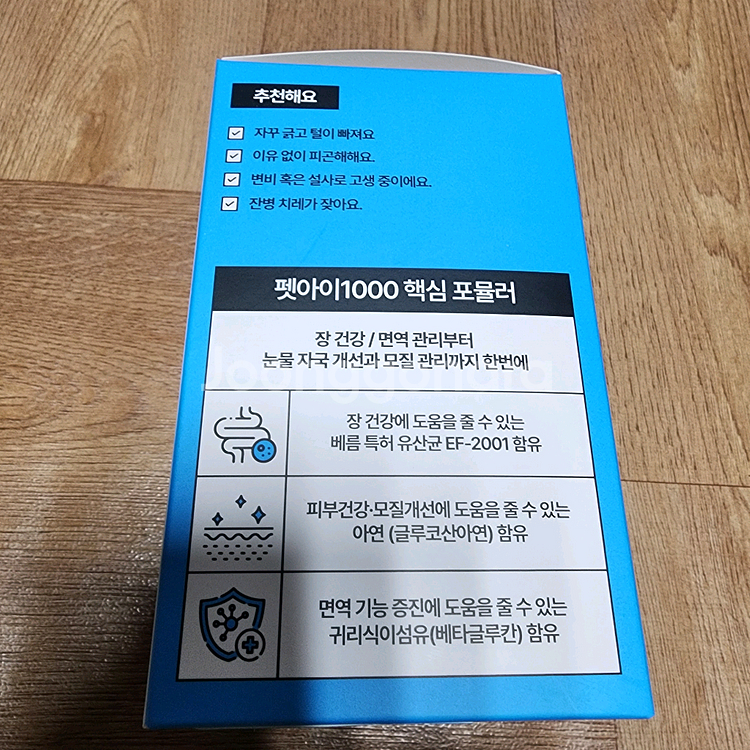 추천해요
자꾸 긁고 털이 빠져요
이유 없이 피곤해해요.
변비 혹은 설사로 고생 중이에요.
잔병 치레가 잦아요.
펫아이1000 핵심 포뮬러
장 건강 / 면역 관리부터
눈물 자국 개선과 모질 관리까지 한번에
Joonggonara
장 건강에 도움을 줄 수 있는
베름 특허 유산균 EF-2001 함유
피부건강·모질개선에 도움을 줄 수 있는
아연 (글루코산아연) 함유
면역 기능 증진에 도움을 줄 수 있는
귀리식이섬유(베타글루칸) 함유